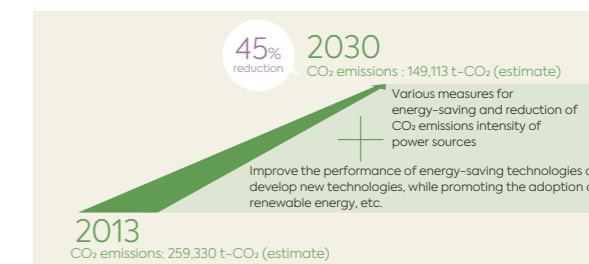 45%
reduction
2030
CO₂ emissions : 149,113 t-CO₂ (estimate)
Various measures for
energy-saving and reduction of
CO₂ emissions intensity of
power sources
Improve the performance of energy-saving technologies
develop new technologies, while promoting the adoption
renewable energy, etc.
2013
CO₂ emissions: 259,330 t-CO₂ (estimate)